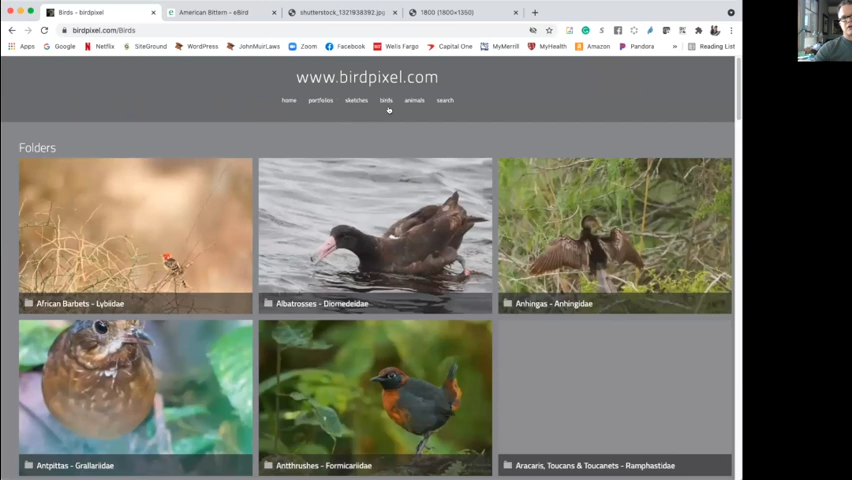 Birds - birdpixel
American Bittern - eBird
shutterstock_1321938392.jpg
1800 (1800×1350)
birdpixel.com/Birds
Apps Google Netflix SiteGround WordPress JohnMuirLaws Zoom Facebook Wells Fargo Capital One MyMerrill MyHealth Amazon Pandora » Reading List
www.birdpixel.com
home portfolios sketches birds animals search
Folders
African Barbets - Lybiidae
Albatrosses - Diomedeidae
Anhingas - Anhingidae
Antpittas - Grallariidae
Antthrushes - Formicariidae
Aracaris, Toucans & Toucanets - Ramphastidae